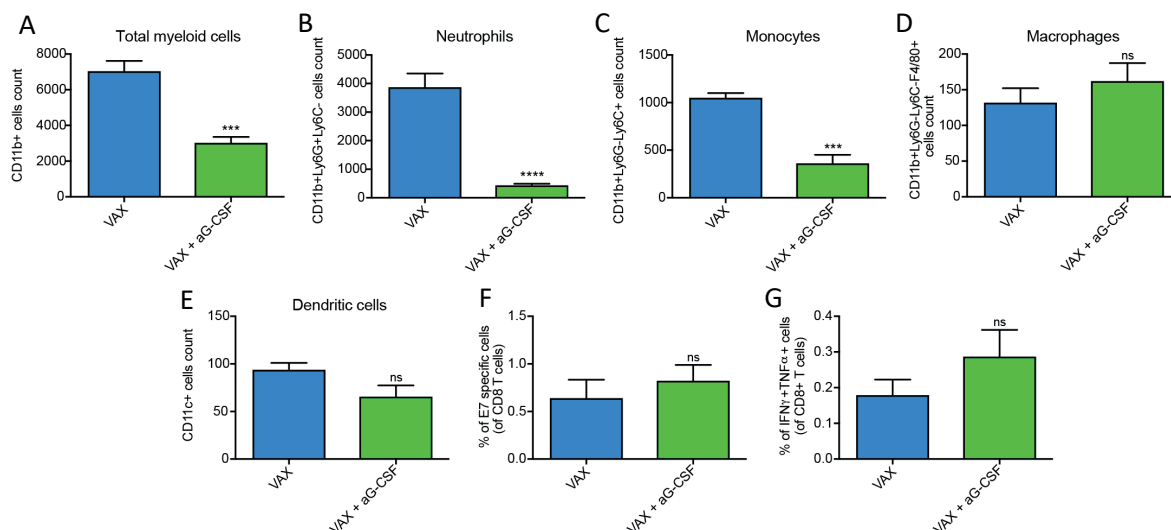 A
Total myeloid cells
CD11b+ cells count
8000
6000
4000
2000
0
***
VAX
VAX + aG-CSF
B
Neutrophils
CD11b+Ly6G+Ly6C- cells count
5000
4000
3000
2000
1000
0
****
VAX
VAX + aG-CSF
C
Monocytes
CD11b+Ly6G-Ly6C+ cells count
1500
1000
500
0
***
VAX
VAX + aG-CSF
D
Macrophages
CD11b+Ly6G-Ly6C-F4/80+
cells count
200
150
100
50
0
ns
VAX
VAX + aG-CSF
E
Dendritic cells
CD11c+ cells count
150
100
50
0
ns
VAX
VAX + aG-CSF
F
% of E7 specific cells
(of CD8 T cells)
1.5
1.0
0.5
0.0
ns
VAX
VAX + aG-CSF
G
% of IFNγ+TNFα+ cells
(of CD8+ T cells)
0.4
0.3
0.2
0.1
0.0
ns
VAX
VAX + aG-CSF